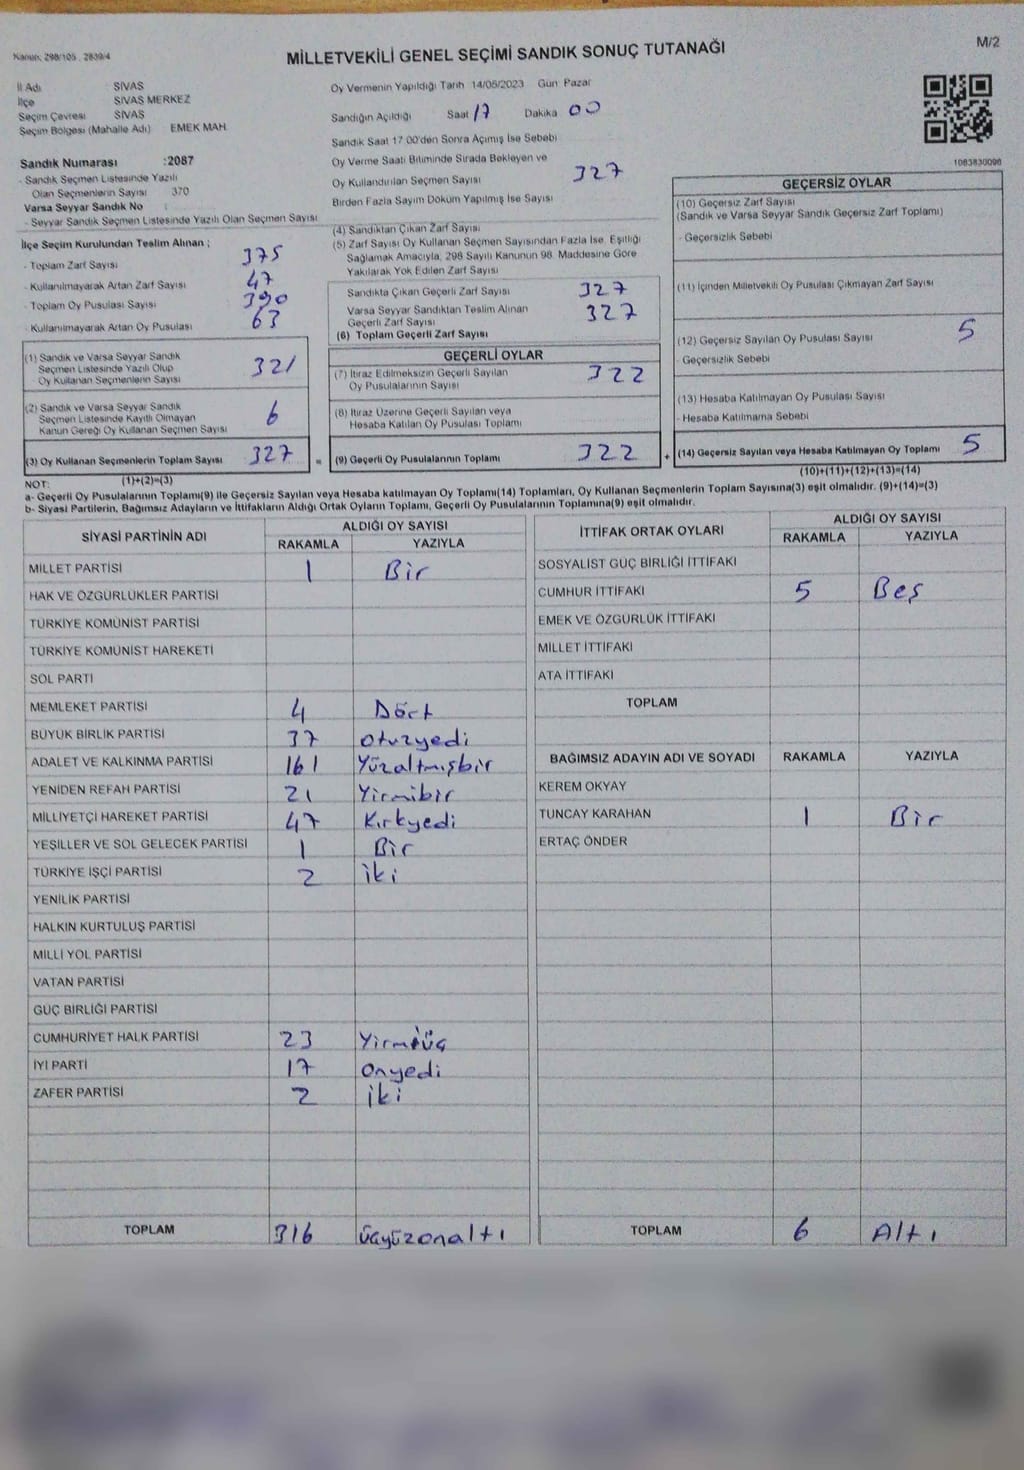 Kanun: 298/105 , 2839/4
MİLLETVEKİLİ GENEL SEÇİMİ SANDIK SONUÇ TUTANAĞI
M/2
İl Adı SİVAS
İlçe SİVAS MERKEZ
Seçim Çevresi SİVAS
Seçim Bölgesi (Mahalle Adı) EMEK MAH.
Sandık Numarası :2087
- Sandık Seçmen Listesinde Yazılı
Olan Seçmenlerin Sayısı 370
Varsa Seyyar Sandık No :
- Seyyar Sandık Seçmen Listesinde Yazılı Olan Seçmen Sayısı
İlçe Seçim Kurulundan Teslim Alınan ;
- Toplam Zarf Sayısı 375
- Kullanılmayarak Artan Zarf Sayısı 47
- Toplam Oy Pusulası Sayısı 390
- Kullanılmayarak Artan Oy Pusulası 63
(1) Sandık ve Varsa Seyyar Sandık
Seçmen Listesinde Yazılı Olup
Oy Kullanan Seçmenlerin Sayısı 321
(2) Sandık ve Varsa Seyyar Sandık
Seçmen Listesinde Kayıtlı Olmayan
Kanun Gereği Oy Kullanan Seçmen Sayısı 6
(3) Oy Kullanan Seçmenlerin Toplam Sayısı 327
(1)+(2)=(3)
Oy Vermenin Yapıldığı Tarih 14/05/2023 Gün Pazar
Sandığın Açıldığı Saat 17 Dakika 00
Sandık Saat 17:00'den Sonra Açımış İse Sebebi
Oy Verme Saati Bitiminde Sırada Bekleyen ve
Oy Kullandırılan Seçmen Sayısı 327
Birden Fazla Sayım Döküm Yapılmış İse Sayısı
(4) Sandıktan Çıkan Zarf Sayısı
(5) Zarf Sayısı Oy Kullanan Seçmen Sayısından Fazla İse, Eşitliği
Sağlamak Amacıyla, 298 Sayılı Kanunun 98. Maddesine Göre
Yakılarak Yok Edilen Zarf Sayısı
Sandıkta Çıkan Geçerli Zarf Sayısı 327
Varsa Seyyar Sandıktan Teslim Alınan
Geçerli Zarf Sayısı 327
(6) Toplam Geçerli Zarf Sayısı
GEÇERLİ OYLAR
(7) İtiraz Edilmeksizin Geçerli Sayılan
Oy Pusulalarının Sayısı 322
(8) İtiraz Üzerine Geçerli Sayılan veya
Hesaba Katılan Oy Pusulası Toplamı
= (9) Geçerli Oy Pusulalarının Toplamı 322 +
1083830096
GEÇERSİZ OYLAR
(10) Geçersiz Zarf Sayısı
(Sandık ve Varsa Seyyar Sandık Geçersiz Zarf Toplamı)
- Geçersizlik Sebebi
(11) İçinden Milletvekili Oy Pusulası Çıkmayan Zarf Sayısı
(12) Geçersiz Sayılan Oy Pusulası Sayısı 5
- Geçersizlik Sebebi
(13) Hesaba Katılmayan Oy Pusulası Sayısı
- Hesaba Katılmama Sebebi
(14) Geçersiz Sayılan veya Hesaba Katılmayan Oy Toplamı 5
(10)+(11)+(12)+(13)=(14)
NOT:
a- Geçerli Oy Pusulalarının Toplamı(9) ile Geçersiz Sayılan veya Hesaba katılmayan Oy Toplamı(14) Toplamları, Oy Kullanan Seçmenlerin Toplam Sayısına(3) eşit olmalıdır. (9)+(14)=(3)
b- Siyasi Partilerin, Bağımsız Adayların ve İttifakların Aldığı Ortak Oyların Toplamı, Geçerli Oy Pusulalarının Toplamına(9) eşit olmalıdır.
SİYASİ PARTİNİN ADI ALDIĞI OY SAYISI
RAKAMLA YAZIYLA
MİLLET PARTİSİ 1 Bir
HAK VE ÖZGÜRLÜKLER PARTİSİ
TÜRKİYE KOMÜNİST PARTİSİ
TÜRKİYE KOMÜNİST HAREKETİ
SOL PARTİ
MEMLEKET PARTİSİ 4 Dört
BÜYÜK BİRLİK PARTİSİ 37 otuzyedi
ADALET VE KALKINMA PARTİSİ 161 Yüzaltmışbir
YENİDEN REFAH PARTİSİ 21 Yirmibir
MİLLİYETÇİ HAREKET PARTİSİ 47 Kırkyedi
YEŞİLLER VE SOL GELECEK PARTİSİ 1 Bir
TÜRKİYE İŞÇİ PARTİSİ 2 iki
YENİLİK PARTİSİ
HALKIN KURTULUŞ PARTİSİ
MİLLİ YOL PARTİSİ
VATAN PARTİSİ
GÜÇ BİRLİĞİ PARTİSİ
CUMHURİYET HALK PARTİSİ 23 Yirmiüç
İYİ PARTİ 17 Onyedi
ZAFER PARTİSİ 2 iki
TOPLAM 316 üçyüzonaltı
İTTİFAK ORTAK OYLARI ALDIĞI OY SAYISI
RAKAMLA YAZIYLA
SOSYALİST GÜÇ BİRLİĞİ İTTİFAKI
CUMHUR İTTİFAKI 5 Beş
EMEK VE ÖZGÜRLÜK İTTİFAKI
MİLLET İTTİFAKI
ATA İTTİFAKI
TOPLAM
BAĞIMSIZ ADAYIN ADI VE SOYADI RAKAMLA YAZIYLA
KEREM OKYAY
TUNCAY KARAHAN 1 Bir
ERTAÇ ÖNDER
TOPLAM 6 Altı